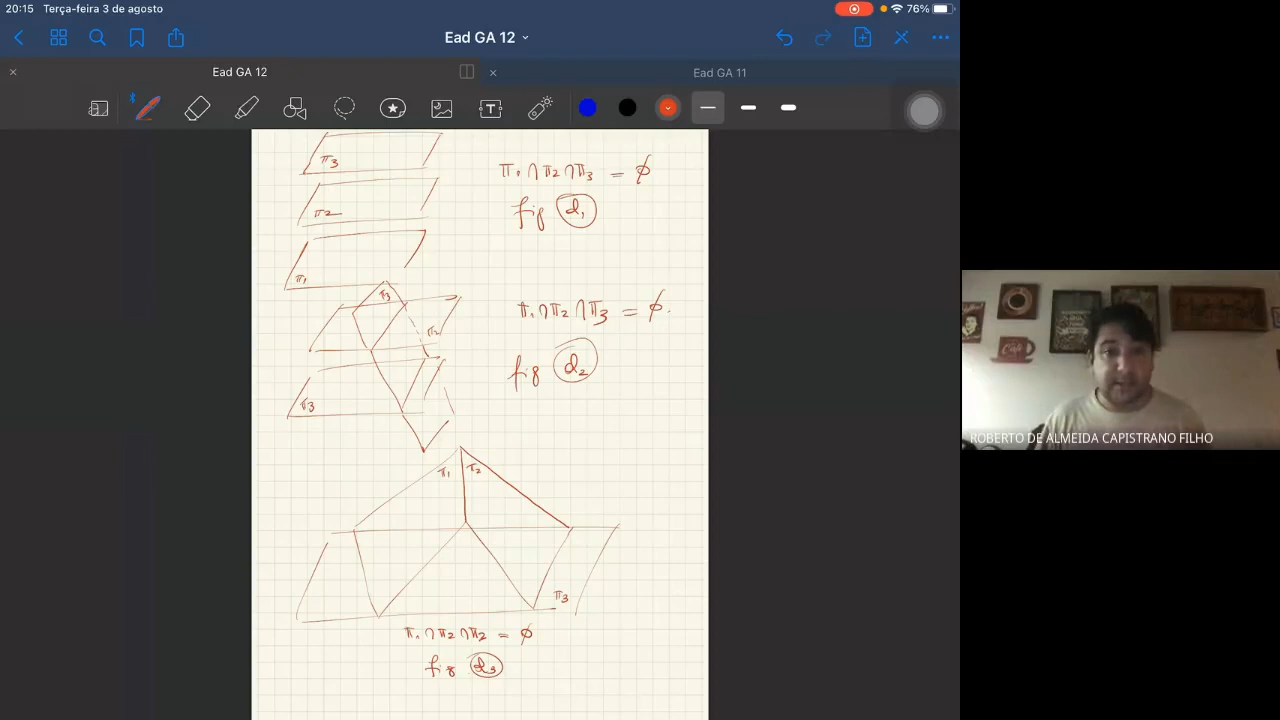 20:15 Terça-feira 3 de agosto
76%
Ead GA 12
Ead GA 12
Ead GA 11
π3
π2
π1
π1∩π2∩π3 = ϕ
fig d1
π3
π2
π3
π1∩π2∩π3 = ϕ.
fig d2
π1 π2
π3
π1∩π2∩π2 = ϕ
fig d3
ROBERTO DE ALMEIDA CAPISTRANO FILHO